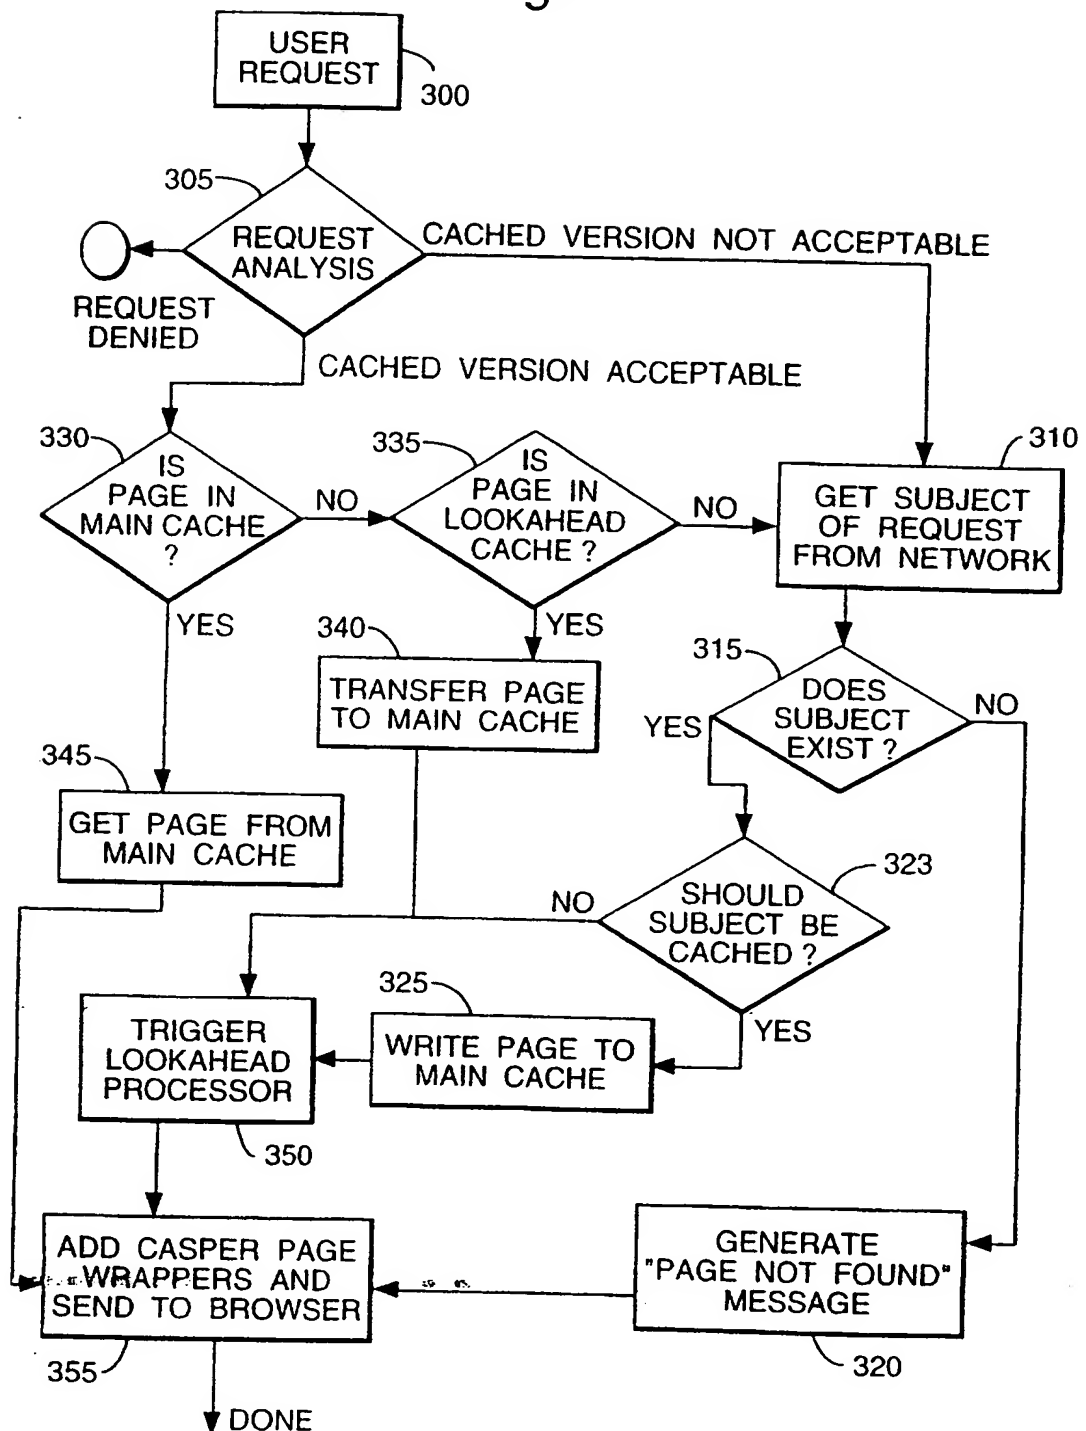 USER
REQUEST
300
305
REQUEST
ANALYSIS
CACHED VERSION NOT ACCEPTABLE
REQUEST
DENIED
CACHED VERSION ACCEPTABLE
330
IS
PAGE IN
MAIN CACHE
?
NO
335
IS
PAGE IN
LOOKAHEAD
CACHE ?
NO
310
GET SUBJECT
OF REQUEST
FROM NETWORK
YES
340
YES
TRANSFER PAGE
TO MAIN CACHE
315
DOES
SUBJECT
EXIST ?
YES
NO
345
GET PAGE FROM
MAIN CACHE
323
SHOULD
SUBJECT BE
CACHED ?
NO
YES
325
WRITE PAGE TO
MAIN CACHE
TRIGGER
LOOKAHEAD
PROCESSOR
350
ADD CASPER PAGE
WRAPPERS AND
SEND TO BROWSER
355
GENERATE
"PAGE NOT FOUND"
MESSAGE
320
DONE